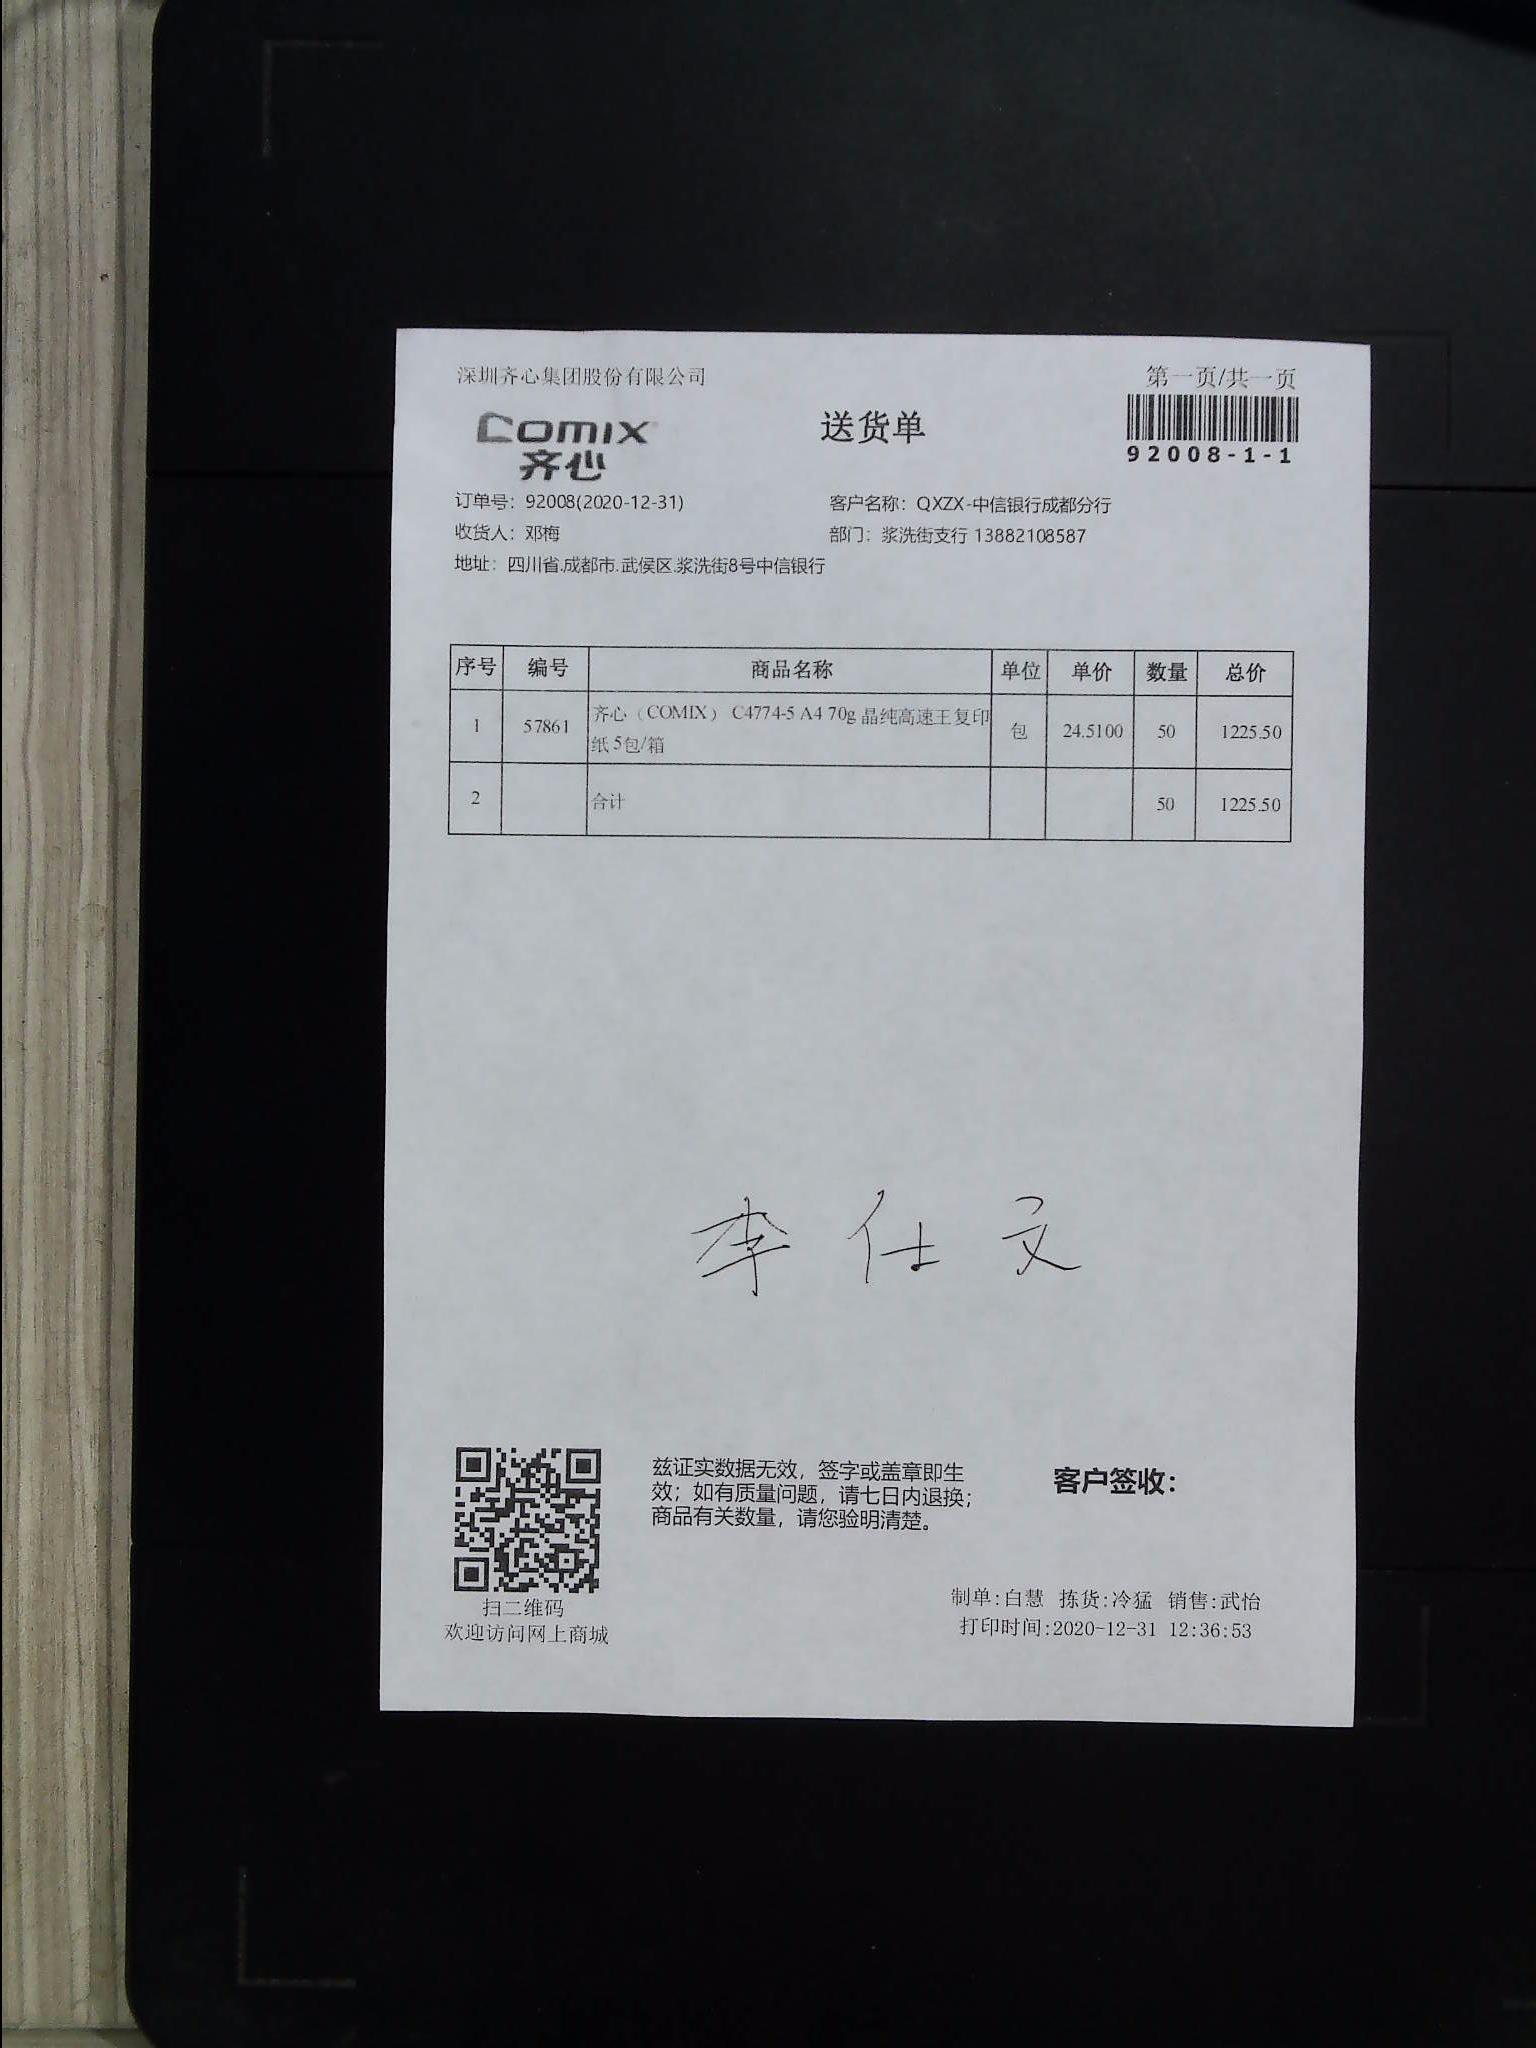 深圳齐心集团股份有限公司
第一页/共一页
COMIX
齐心
送货单
92008-1-1
订单号：92008(2020-12-31)
客户名称：QXZX-中信银行成都分行
收货人：邓梅
部门：浆洗街支行 13882108587
地址：四川省.成都市.武侯区.浆洗街8号中信银行
序号 编号 商品名称 单位 单价 数量 总价
1 57861 齐心（COMIX） C4774-5 A4 70g 晶纯高速王复印 包 24.5100 50 1225.50
纸 5包/箱
2 合计 50 1225.50
李仕文
兹证实数据无效，签字或盖章即生
效；如有质量问题，请七日内退换；
商品有关数量，请您验明清楚。
客户签收：
扫二维码
欢迎访问网上商城
制单:白慧 拣货:冷猛 销售:武怡
打印时间:2020-12-31 12:36:53